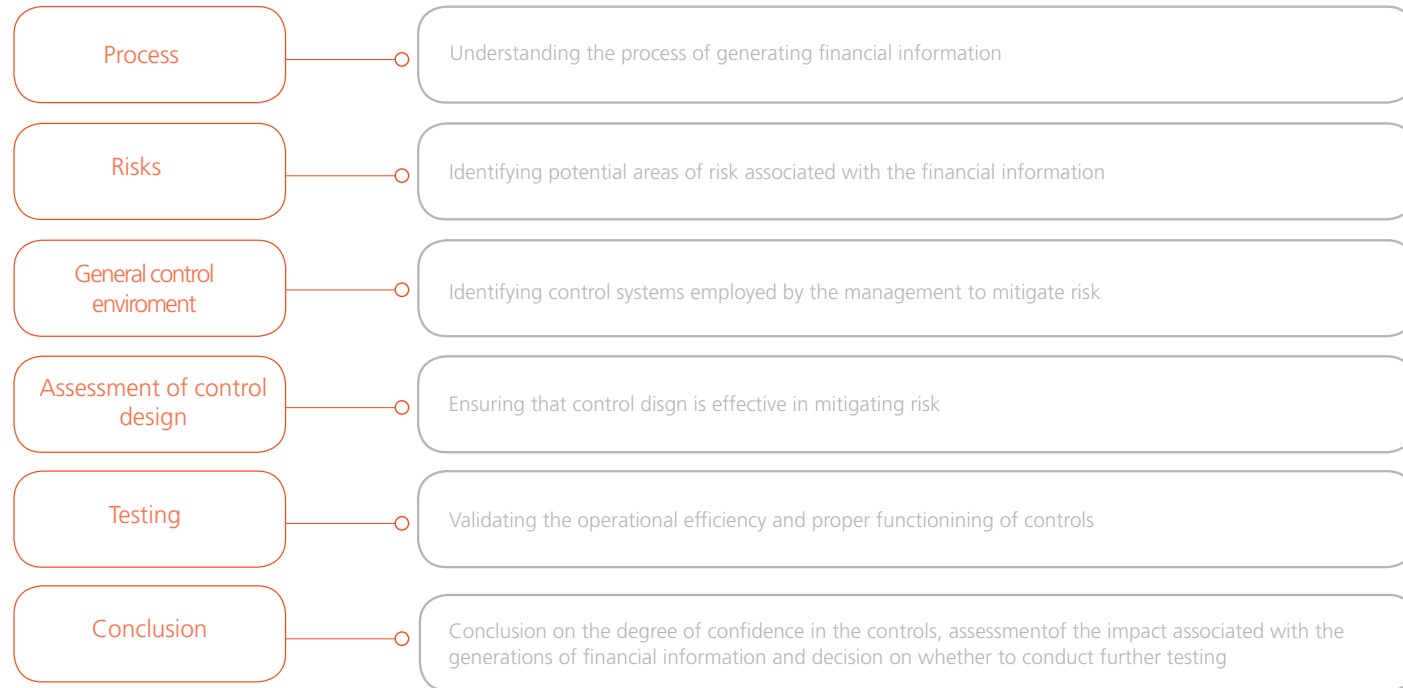 Process
Understanding the process of generating financial information
Risks
Identifying potential areas of risk associated with the financial information
General control
enviroment
Identifying control systems employed by the management to mitigate risk
Assessment of control
design
Ensuring that control disgn is effective in mitigating risk
Testing
Validating the operational efficiency and proper functionining of controls
Conclusion
Conclusion on the degree of confidence in the controls, assessmentof the impact associated with the
generations of financial information and decision on whether to conduct further testing